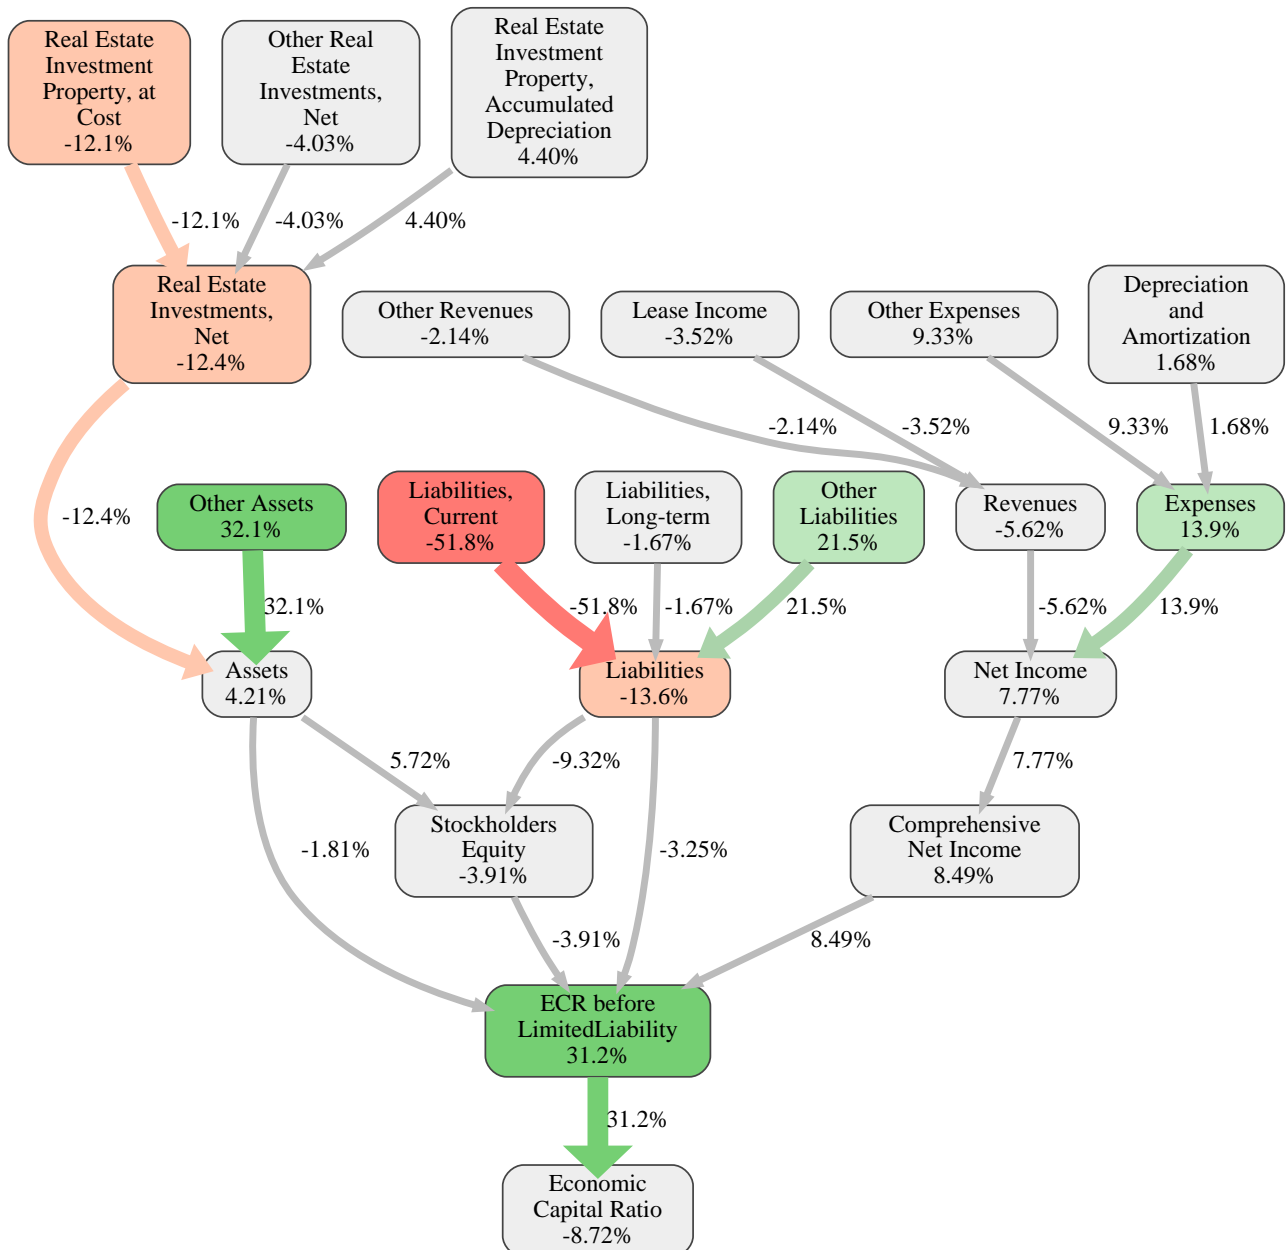 Real Estate
Investment
Property, at
Cost
-12.1%
Other Real
Estate
Investments,
Net
-4.03%
Real Estate
Investment
Property,
Accumulated
Depreciation
4.40%
-12.1%
-4.03%
4.40%
Real Estate
Investments,
Net
-12.4%
Other Revenues
-2.14%
Lease Income
-3.52%
Other Expenses
9.33%
Depreciation
and
Amortization
1.68%
-2.14%
-3.52%
9.33%
1.68%
-12.4%
Other Assets
32.1%
Liabilities,
Current
-51.8%
Liabilities,
Long-term
-1.67%
Other
Liabilities
21.5%
Revenues
-5.62%
Expenses
13.9%
32.1%
-51.8%
-1.67%
21.5%
-5.62%
13.9%
Assets
4.21%
Liabilities
-13.6%
Net Income
7.77%
5.72%
-9.32%
7.77%
-1.81%
Stockholders
Equity
-3.91%
-3.25%
Comprehensive
Net Income
8.49%
-3.91%
8.49%
ECR before
LimitedLiability
31.2%
31.2%
Economic
Capital Ratio
-8.72%